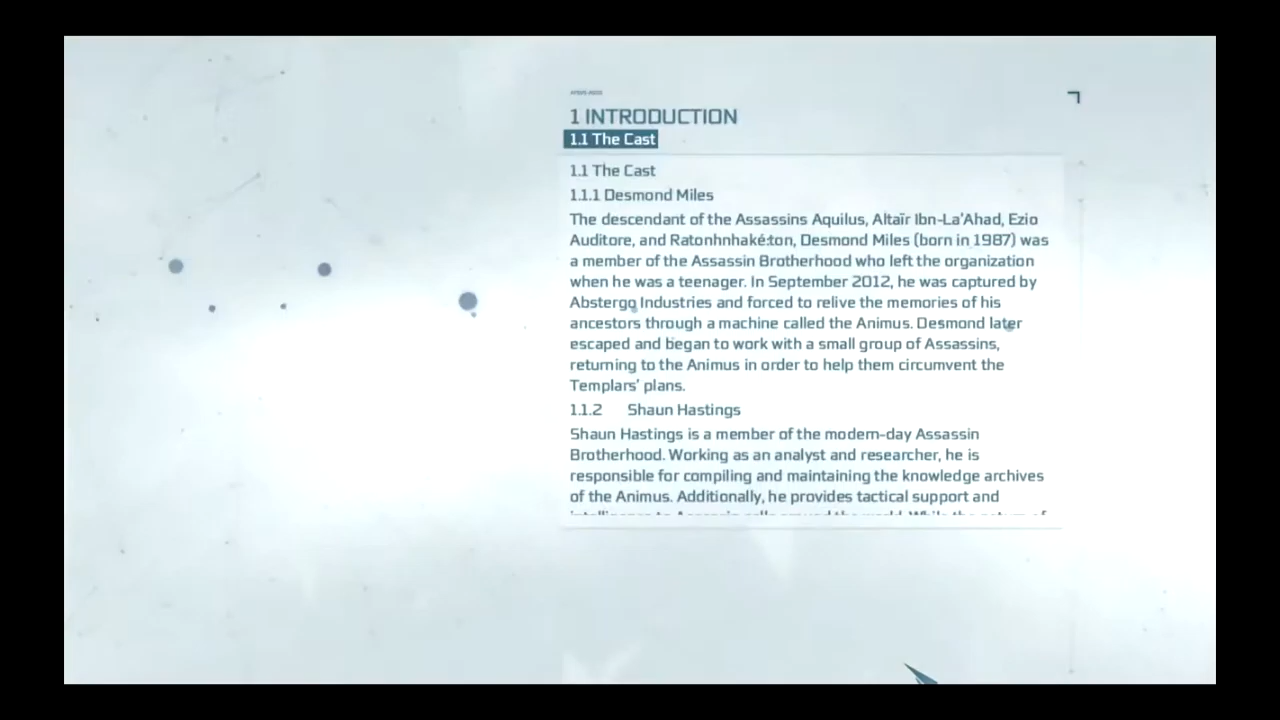 1 INTRODUCTION
1.1 The Cast
1.1 The Cast
1.1.1 Desmond Miles
The descendant of the Assassins Aquilus, Altaïr Ibn-La'Ahad, Ezio
Auditore, and Ratonhnhaké:ton, Desmond Miles (born in 1987) was
a member of the Assassin Brotherhood who left the organization
when he was a teenager. In September 2012, he was captured by
Abstergo Industries and forced to relive the memories of his
ancestors through a machine called the Animus. Desmond later
escaped and began to work with a small group of Assassins,
returning to the Animus in order to help them circumvent the
Templars' plans.
1.1.2 Shaun Hastings
Shaun Hastings is a member of the modern-day Assassin
Brotherhood. Working as an analyst and researcher, he is
responsible for compiling and maintaining the knowledge archives
of the Animus. Additionally, he provides tactical support and